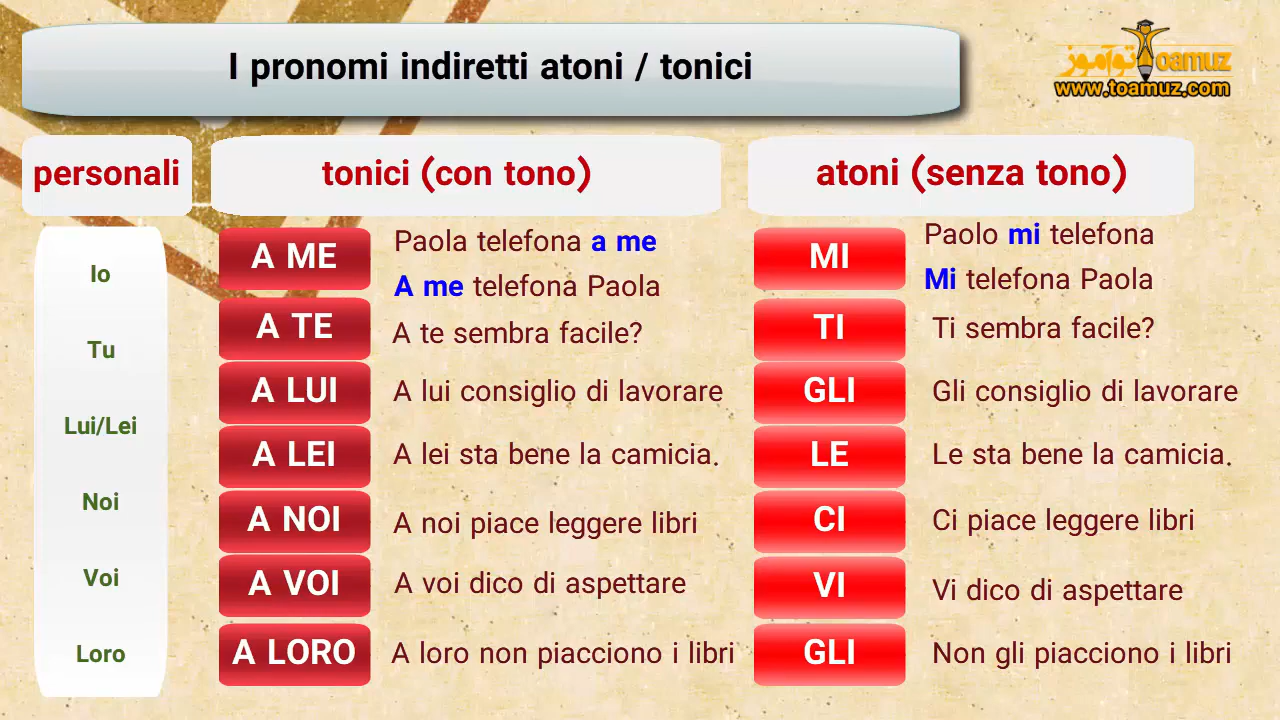 I pronomi indiretti atoni / tonici
توآموز Toamuz
www.toamuz.com
personali
tonici (con tono)
atoni (senza tono)
Io
Tu
Lui/Lei
Noi
Voi
Loro
A ME
Paola telefona a me
A me telefona Paola
MI
Paolo mi telefona
Mi telefona Paola
A TE
A te sembra facile?
TI
Ti sembra facile?
A LUI
A lui consiglio di lavorare
GLI
Gli consiglio di lavorare
A LEI
A lei sta bene la camicia.
LE
Le sta bene la camicia.
A NOI
A noi piace leggere libri
CI
Ci piace leggere libri
A VOI
A voi dico di aspettare
VI
Vi dico di aspettare
A LORO
A loro non piacciono i libri
GLI
Non gli piacciono i libri